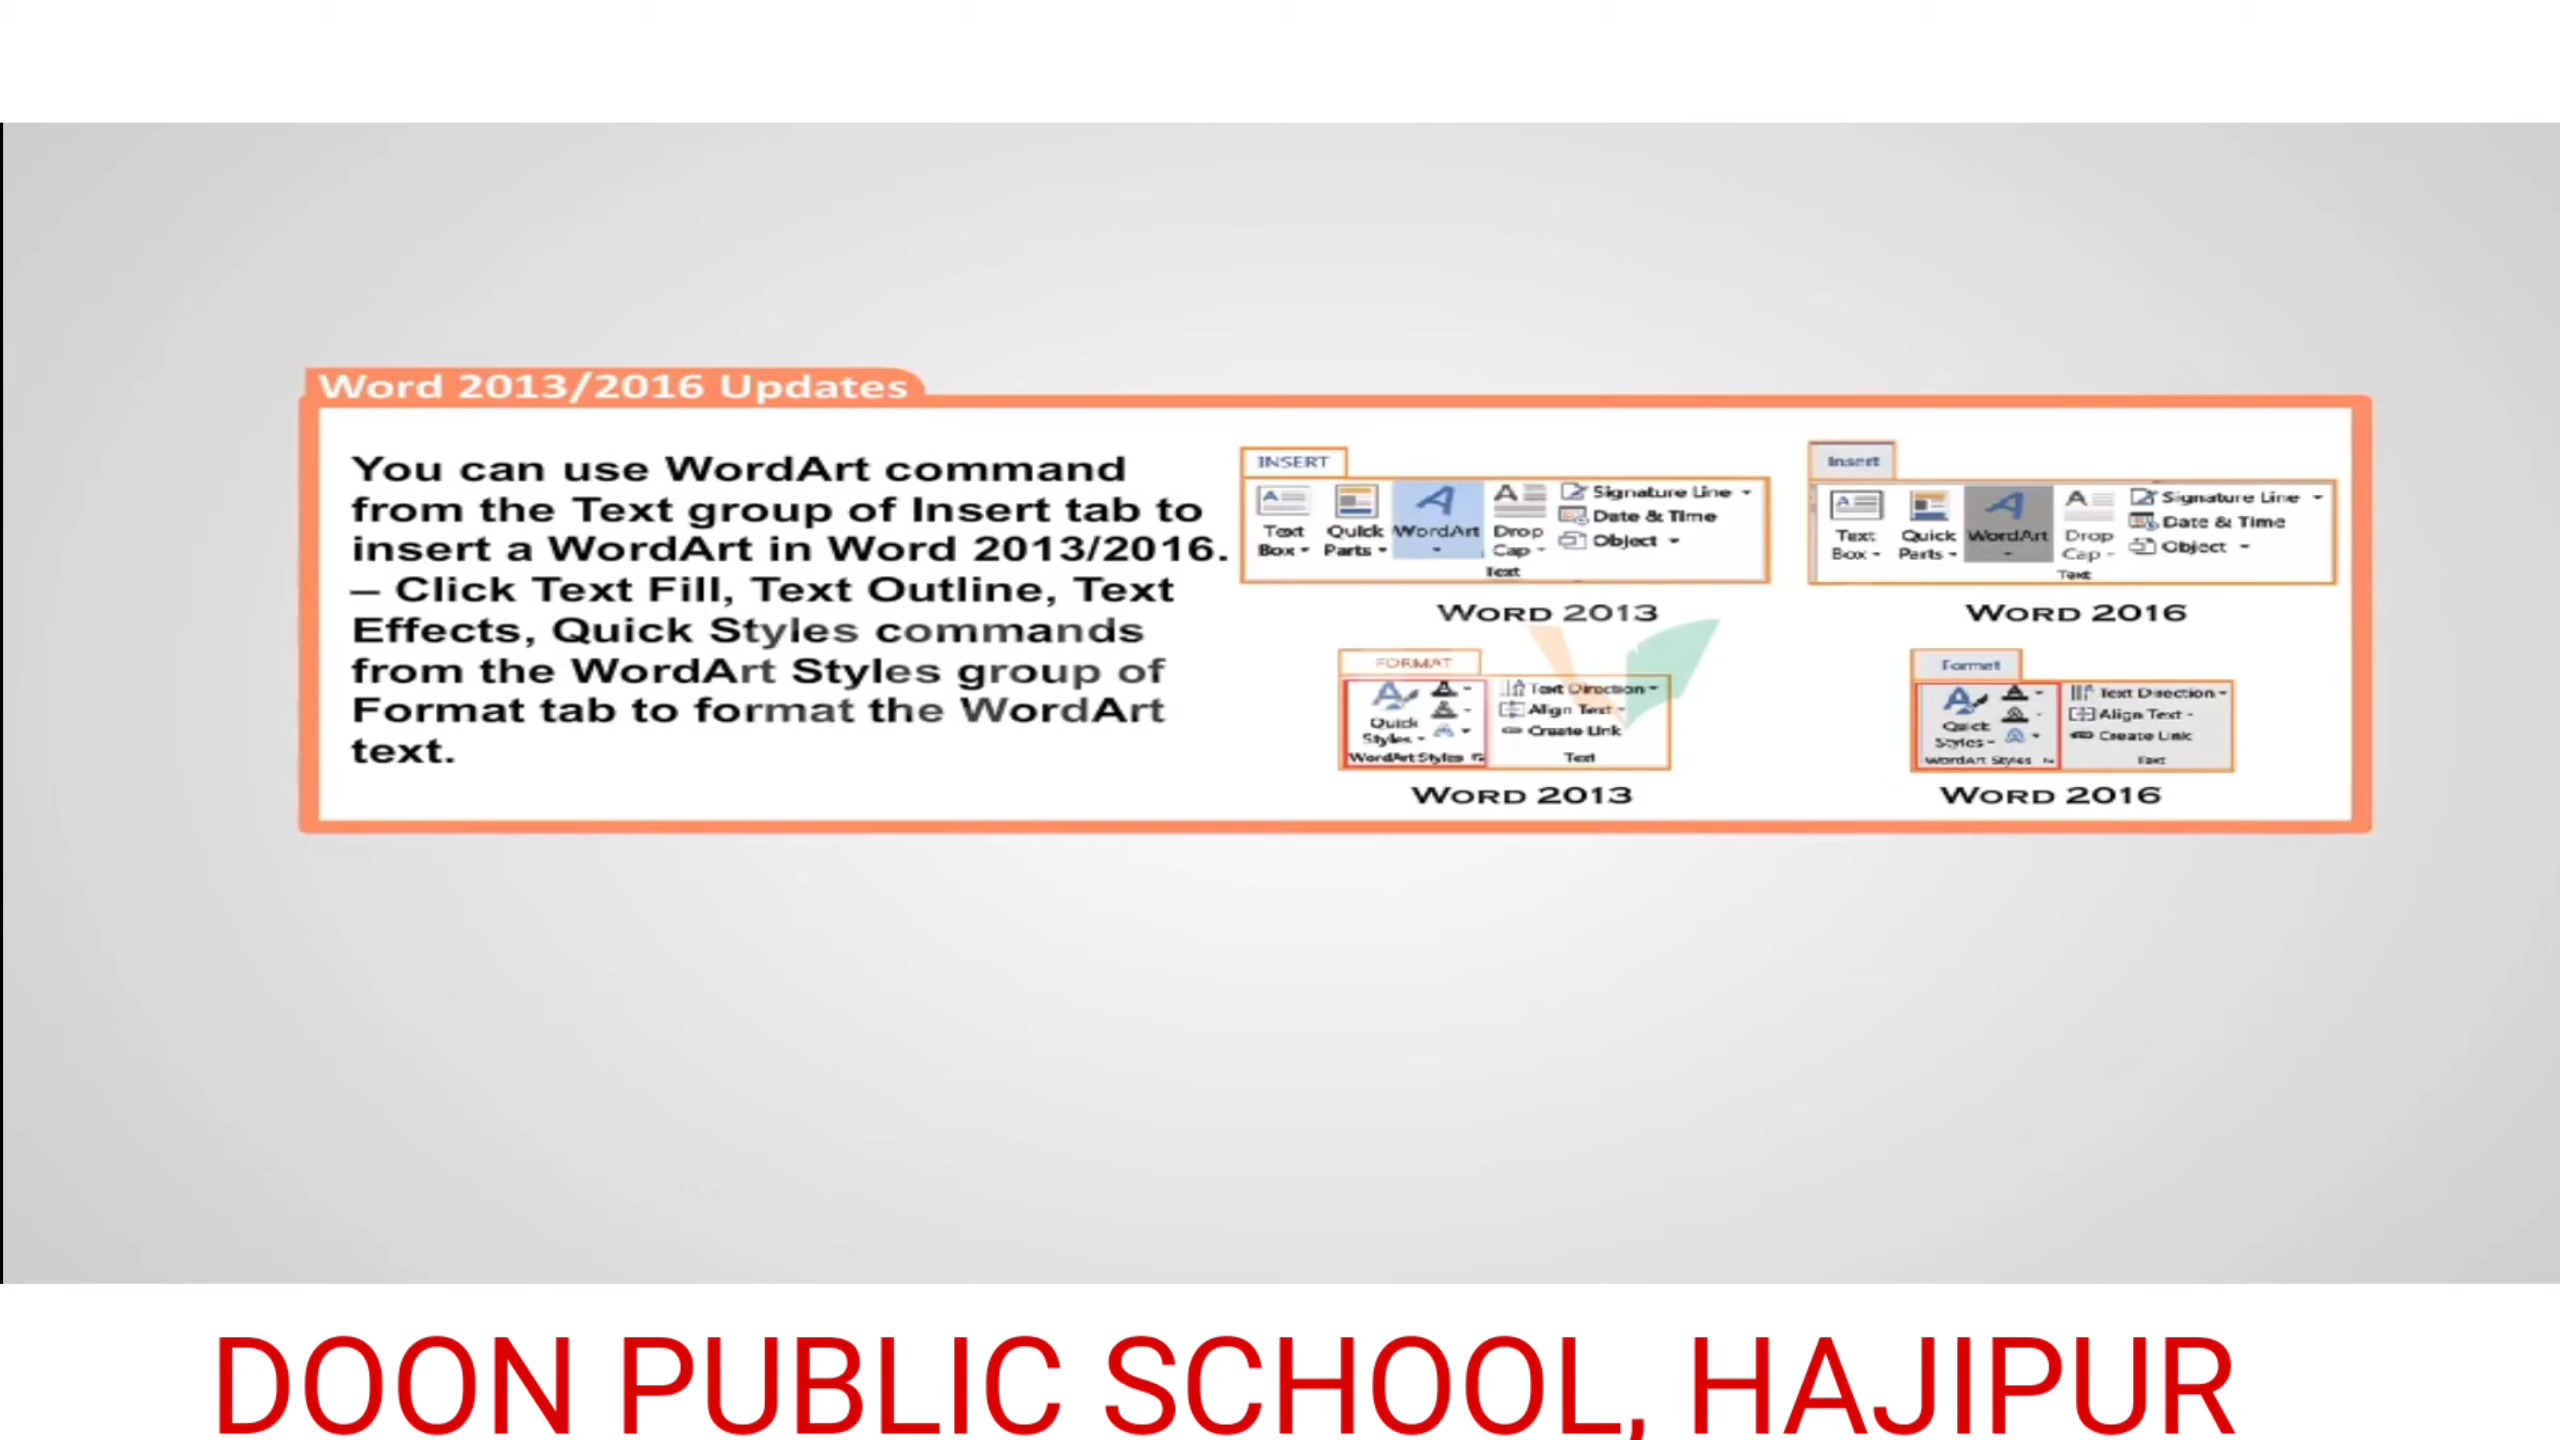 Word 2013/2016 Updates
You can use WordArt command
from the Text group of Insert tab to
insert a WordArt in Word 2013/2016.
– Click Text Fill, Text Outline, Text
Effects, Quick Styles commands
from the WordArt Styles group of
Format tab to format the WordArt
text.
INSERT
Text Box
Quick Parts
WordArt
Drop Cap
Signature Line
Date & Time
Object
Text
WORD 2013
Insert
Text Box
Quick Parts
WordArt
Drop Cap
Signature Line
Date & Time
Object
Text
WORD 2016
FORMAT
Quick Styles
WordArt Styles
Text Direction
Align Text
Create Link
Text
WORD 2013
Format
Quick Styles
WordArt Styles
Text Direction
Align Text
Create Link
Text
WORD 2016
DOON PUBLIC SCHOOL, HAJIPUR